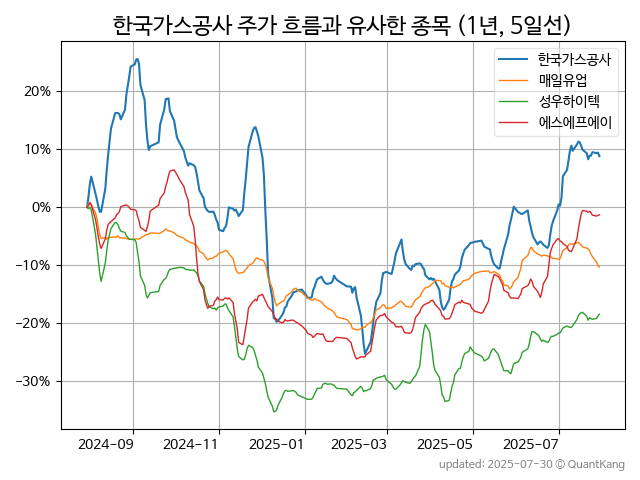 한국가스공사 주가 흐름과 유사한 종목 (1년, 5일선)
한국가스공사
매일유업
성우하이텍
에스에프에이
20%
10%
0%
−10%
−20%
−30%
2024-09 2024-11 2025-01 2025-03 2025-05 2025-07
updated: 2025-07-30 © QuantKang